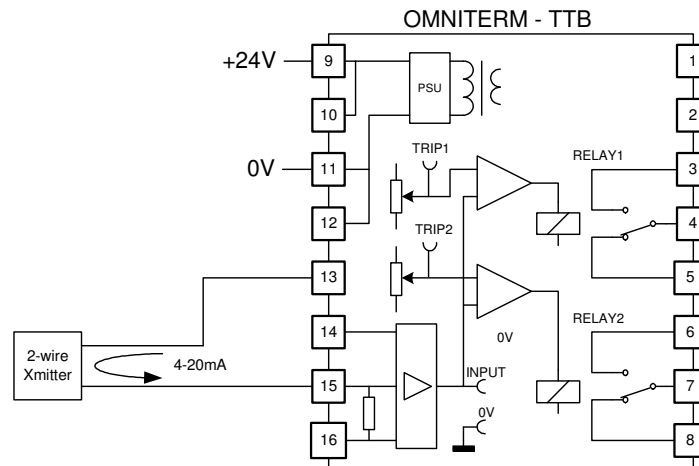 OMNITERM - TTB
+24V
9
1
PSU
10
2
TRIP1
RELAY1
0V
11
3
12
4
TRIP2
13
5
0V
RELAY2
14
6
2-wire
Xmitter
4-20mA
15
INPUT
7
0V
16
8